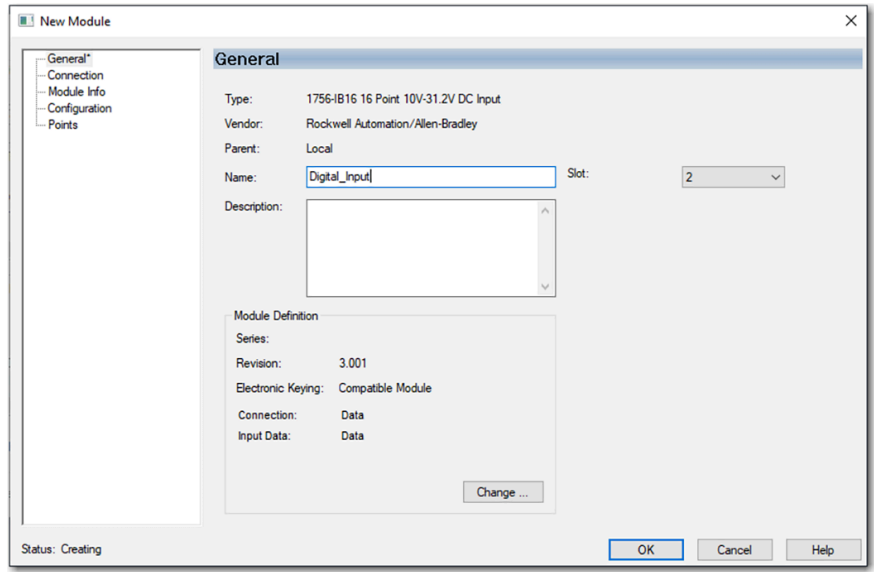 New Module
General*
Connection
Module Info
Configuration
Points
General
Type: 1756-IB16 16 Point 10V-31.2V DC Input
Vendor: Rockwell Automation/Allen-Bradley
Parent: Local
Name: Digital_Input Slot: 2
Description:
Module Definition
Series:
Revision: 3.001
Electronic Keying: Compatible Module
Connection: Data
Input Data: Data
Change ...
Status: Creating OK Cancel Help